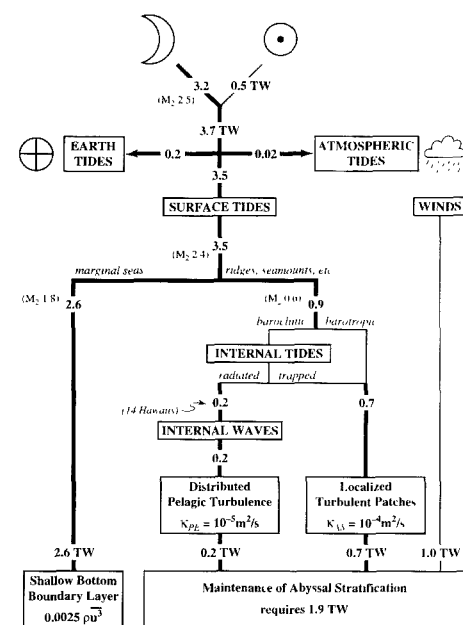 3.2 0.5 TW
(M₂ 2.5)
3.7 TW
EARTH
TIDES
0.2 0.02
ATMOSPHERIC
TIDES
3.5
SURFACE TIDES
WINDS
3.5
(M₂ 2.4)
marginal seas
ridges, seamounts, etc
(M₂ 1.8) 2.6
(M₂ 0.6) 0.9
baroclinic barotropic
INTERNAL TIDES
radiated trapped
0.2 0.7
(14 Hawaiis)
INTERNAL WAVES
0.2
Distributed
Pelagic Turbulence
κ_PE = 10⁻⁵m²/s
Localized
Turbulent Patches
= 10⁻⁴m²/s
2.6 TW 0.2 TW 0.7 TW 1.0 TW
Shallow Bottom
Boundary Layer
0.0025 ρu³
Maintenance of Abyssal Stratification
requires 1.9 TW